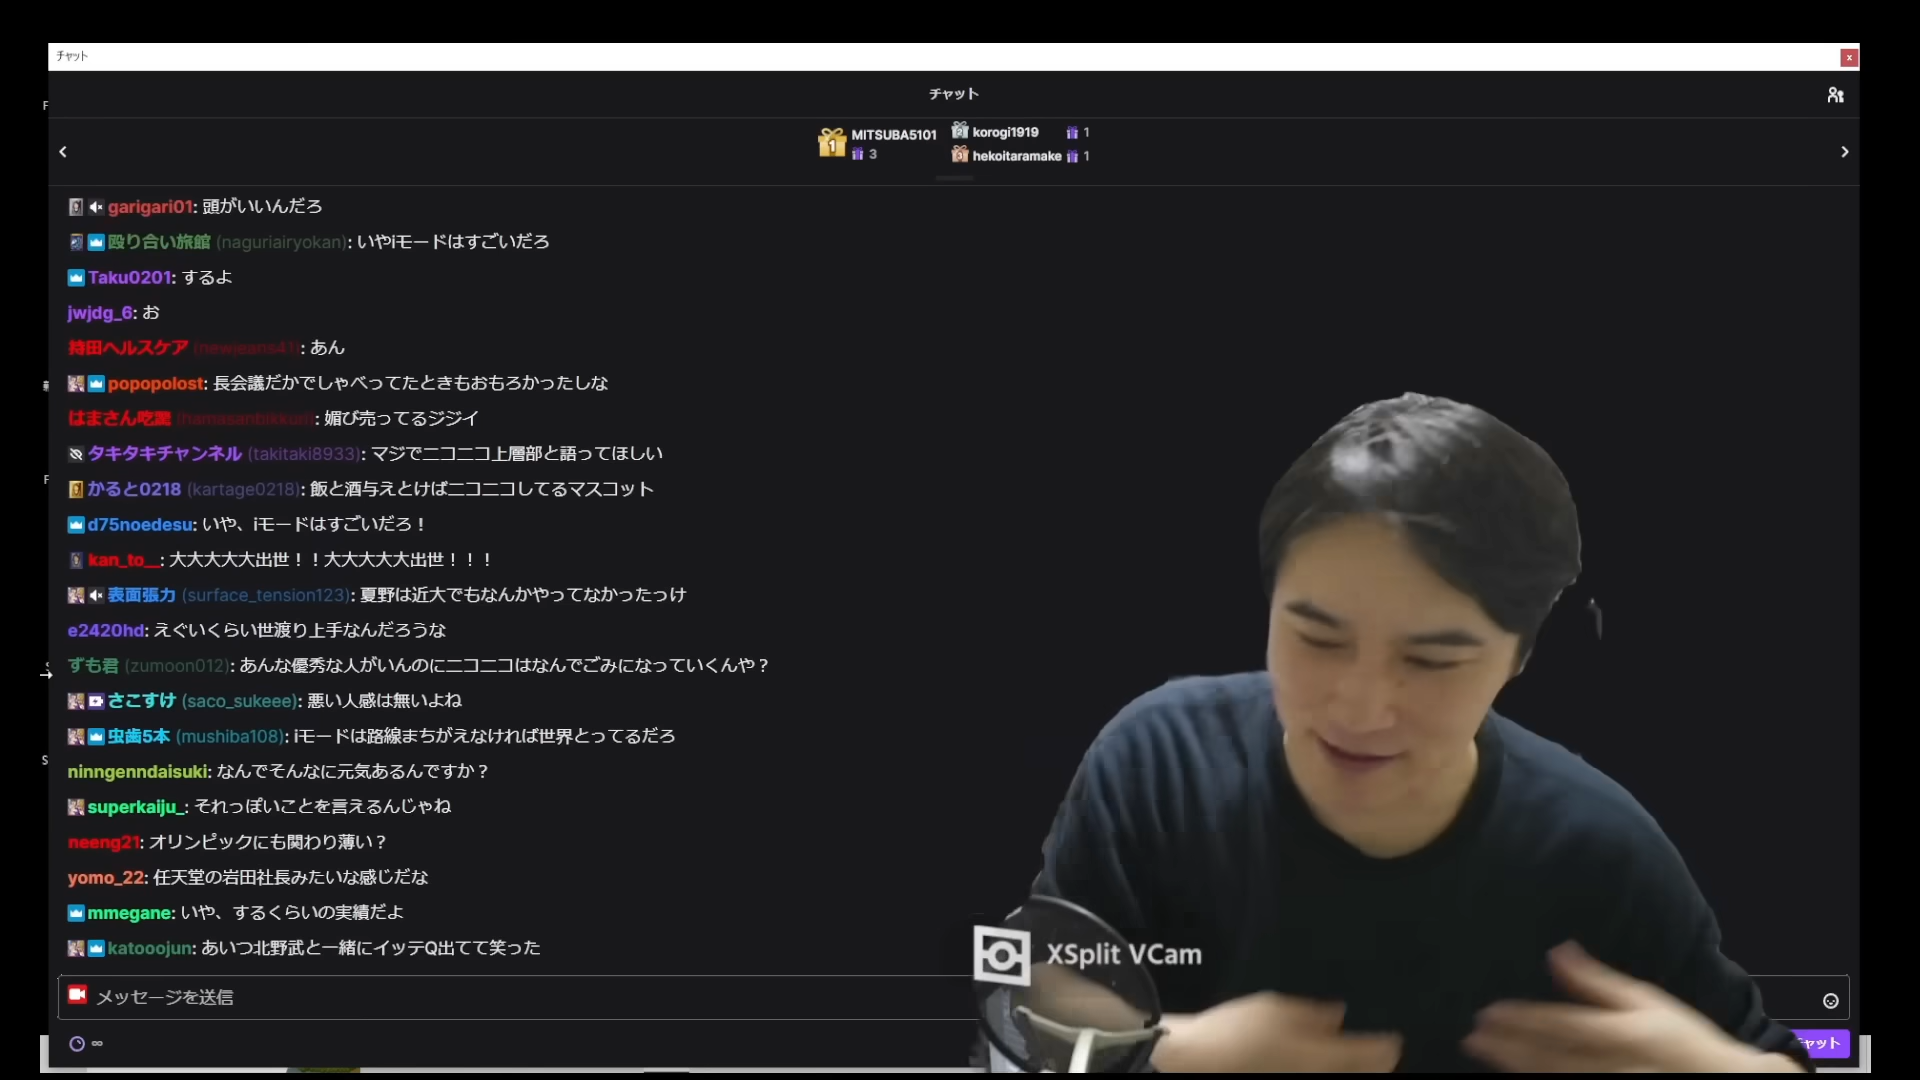 チャット
チャット
MITSUBA5101
3
korogi1919 1
hekoitaramake 1
garigari01: 頭がいいんだろ
殴り合い旅館 (naguriairyokan): いやiモードはすごいだろ
Taku0201: するよ
jwjdg_6: お
持田ヘルスケア (newjeans41): あん
popopolost: 長会議だかでしゃべってたときもおもろかったしな
はまさん吃驚 (hamasanbikkuri): 媚び売ってるジジイ
タキタキチャンネル (takitaki8933): マジでニコニコ上層部と語ってほしい
かると0218 (kartage0218): 飯と酒与えとけばニコニコしてるマスコット
d75noedesu: いや、iモードはすごいだろ！
kan_to__: 大大大大大出世！！大大大大大出世！！！
表面張力 (surface_tension123): 夏野は近大でもなんかやってなかったっけ
e2420hd: えぐいくらい世渡り上手なんだろうな
ずも君 (zumoon012): あんな優秀な人がいんのにニコニコはなんでごみになっていくんや？
さこすけ (saco_sukeee): 悪い人感は無いよね
虫歯5本 (mushiba108): iモードは路線まちがえなければ世界とってるだろ
ninngenndaisuki: なんでそんなに元気あるんですか？
superkaiju_: それっぽいことを言えるんじゃね
neeng21: オリンピックにも関わり薄い？
yomo_22: 任天堂の岩田社長みたいな感じだな
mmegane: いや、するくらいの実績だよ
katooojun: あいつ北野武と一緒にイッテQ出てて笑った
XSplit VCam
メッセージを送信
∞
チャット